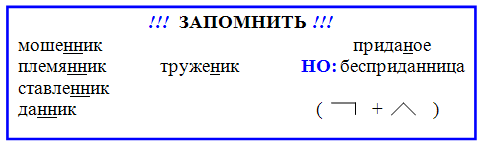 !!! ЗАПОМНИТЬ !!!
мошенник приданое
племянник труженик НО: бесприданница
ставленник
данник ( ¬ + ^ )